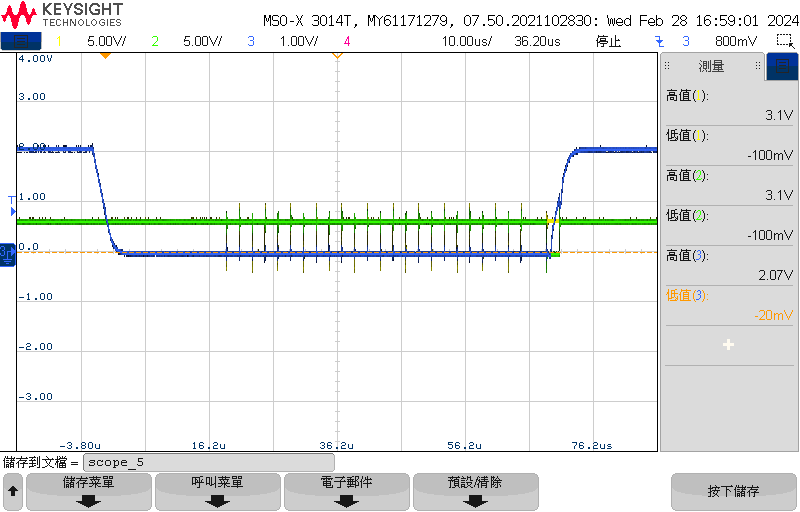 KEYSIGHT
TECHNOLOGIES
MSO-X 3014T, MY61171279, 07.50.2021102830: Wed Feb 28 16:59:01 2024
1 5.00V/ 2 5.00V/ 3 1.00V/ 4 10.00us/ 36.20us 停止 3 800mV
4.00V
3.00
2.00
1.00
0.0
-1.00
-2.00
-3.00
T
3
-3.80u 16.2u 36.2u 56.2u 76.2us
測量
高值(1):
3.1V
低值(1):
-100mV
高值(2):
3.1V
低值(2):
-100mV
高值(3):
2.07V
低值(3):
-20mV
儲存到文檔 = scope_5
儲存菜單 呼叫菜單 電子郵件 預設/清除 按下儲存